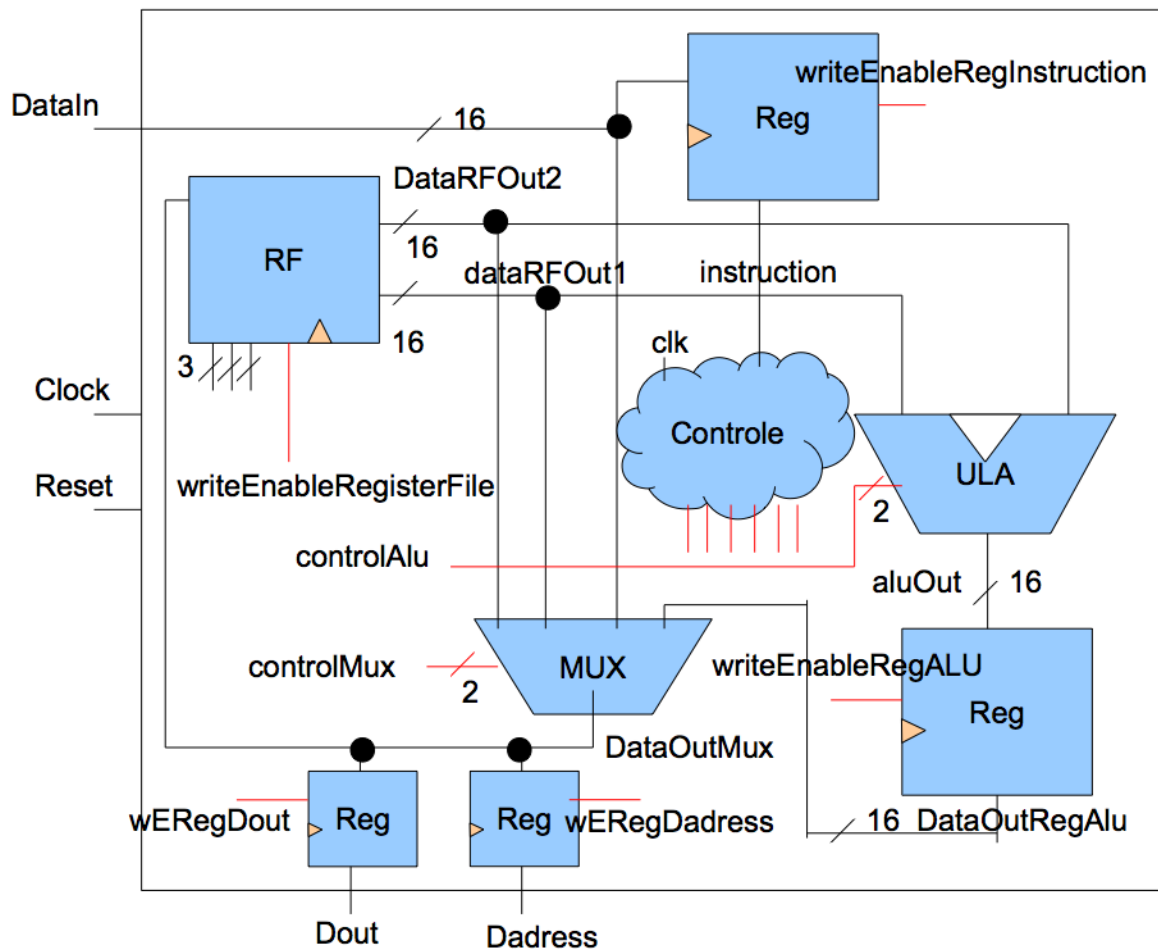 writeEnableRegInstruction
DataIn
16
Reg
DataRFOut2
16
RF
dataRFOut1
instruction
16
3
clk
Clock
Controle
Reset
writeEnableRegisterFile
ULA
2
controlAlu
aluOut
16
controlMux
2
MUX
writeEnableRegALU
Reg
DataOutMux
wERegDout
Reg
Reg
wERegDadress
16
DataOutRegAlu
Dout
Dadress